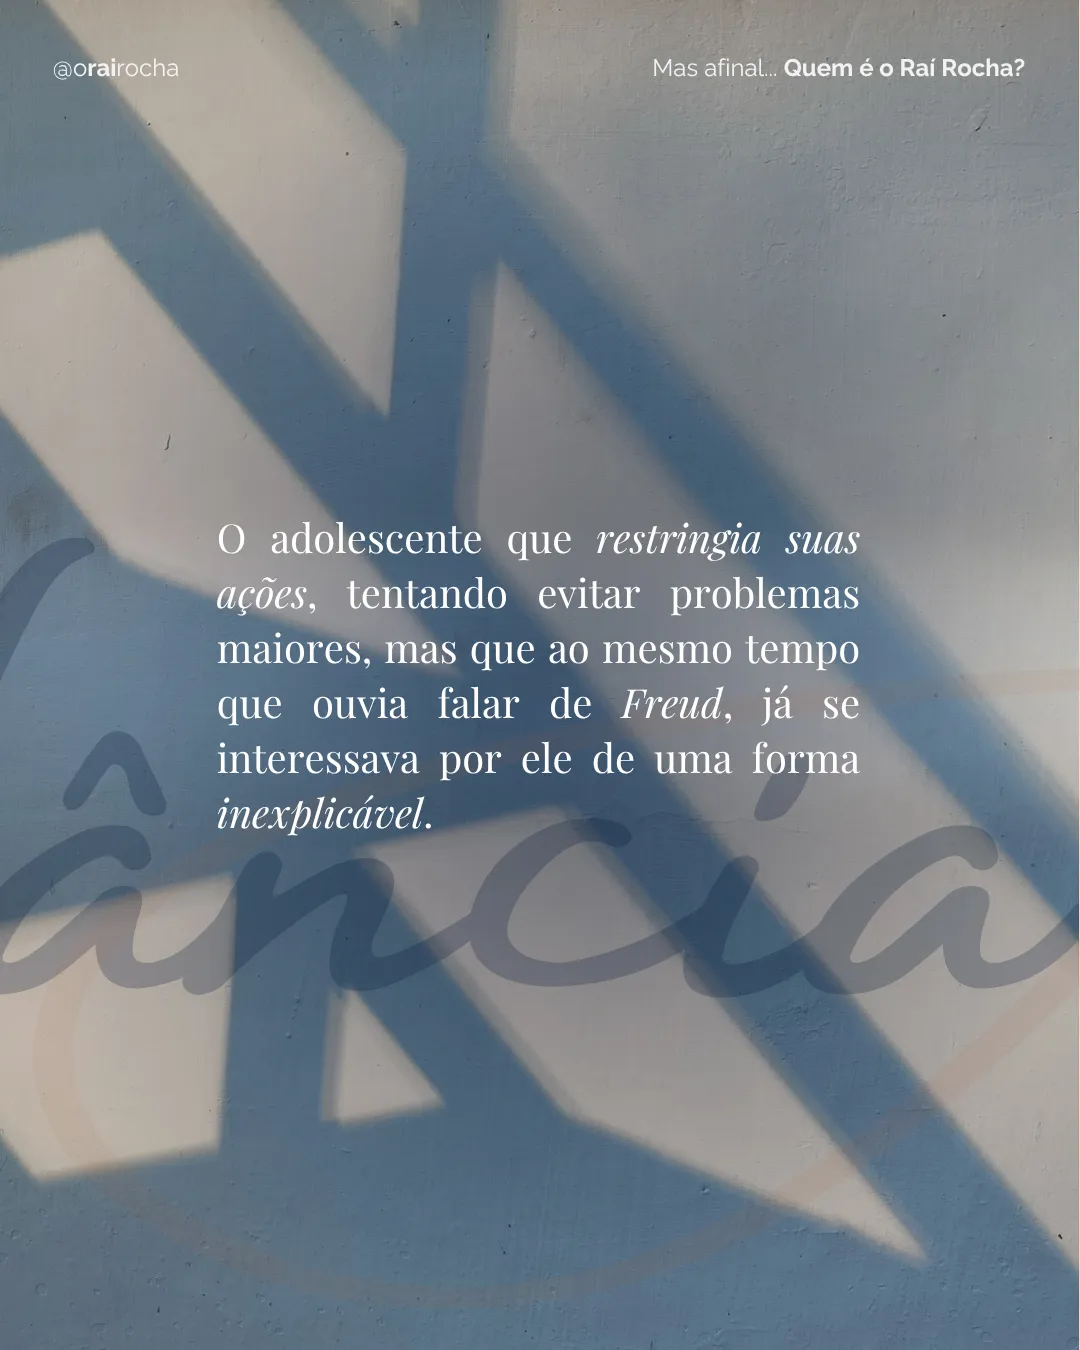 @orairocha
Mas afinal... Quem é o Raí Rocha?
O adolescente que restringia suas
ações, tentando evitar problemas
maiores, mas que ao mesmo tempo
que ouvia falar de Freud, já se
interessava por ele de uma forma
inexplicável.
ância